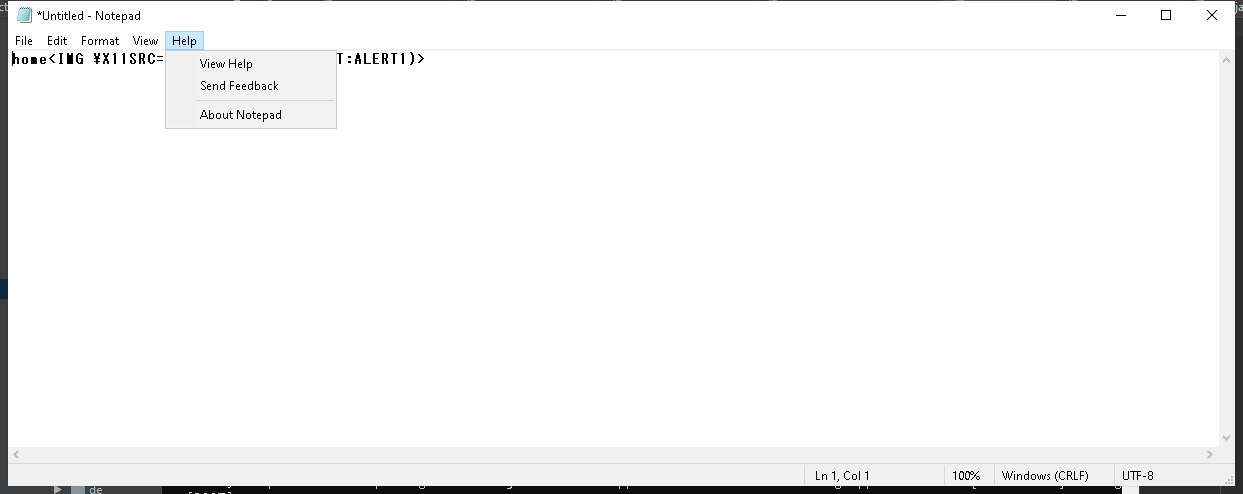 *Untitled - Notepad
File Edit Format View Help
home<IMG ¥X11SRC= T:ALERT1)>
View Help
Send Feedback
About Notepad
Ln 1, Col 1 100% Windows (CRLF) UTF-8
de